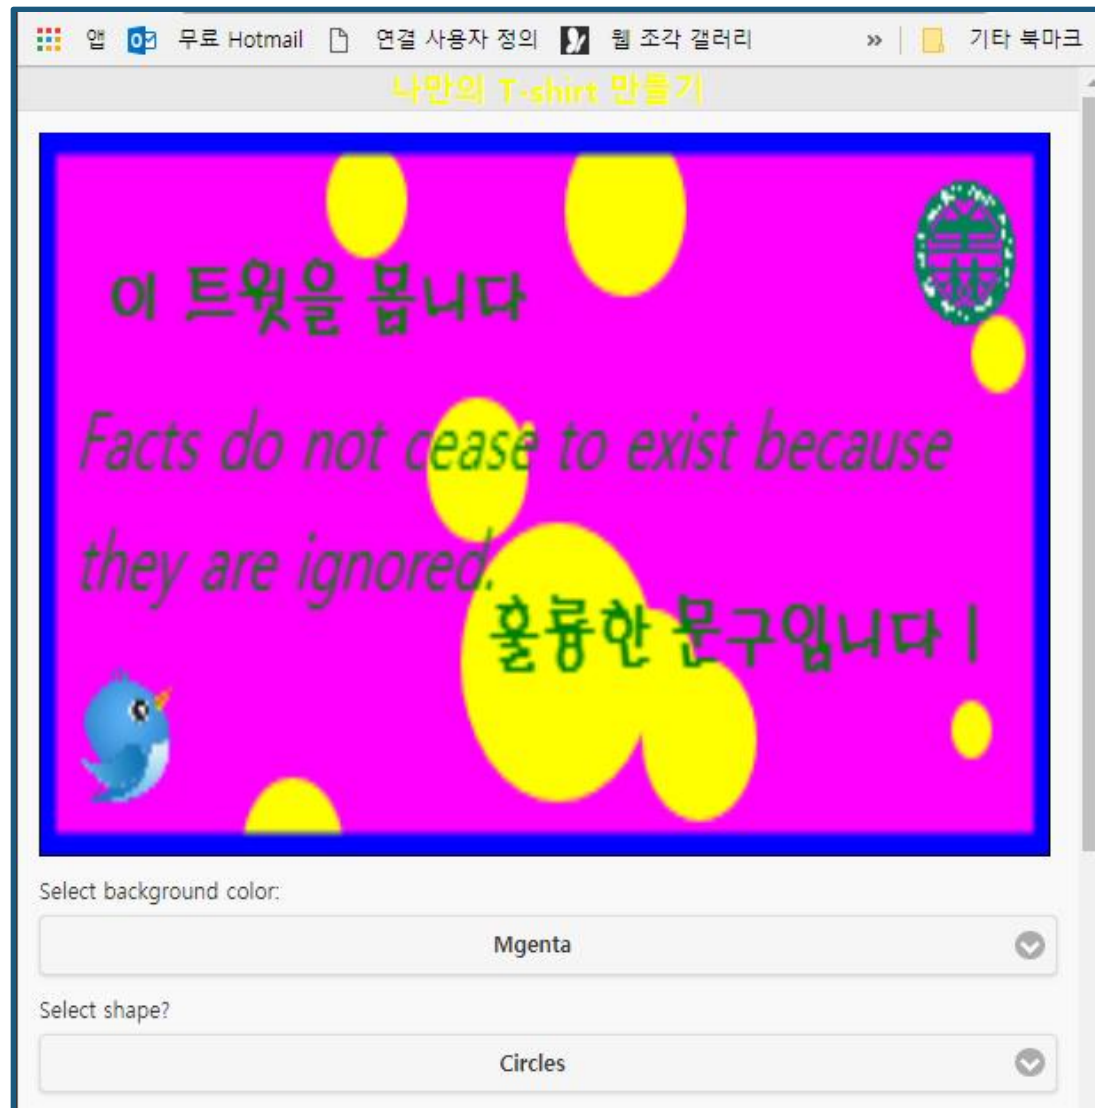 앱 무료 Hotmail 연결 사용자 정의 웹 조각 갤러리 » 기타 북마크
나만의 T-shirt 만들기
이 트윗을 봅니다
Facts do not cease to exist because
they are ignored.
훌륭한 문구입니다 |
Select background color:
Mgenta
Select shape?
Circles